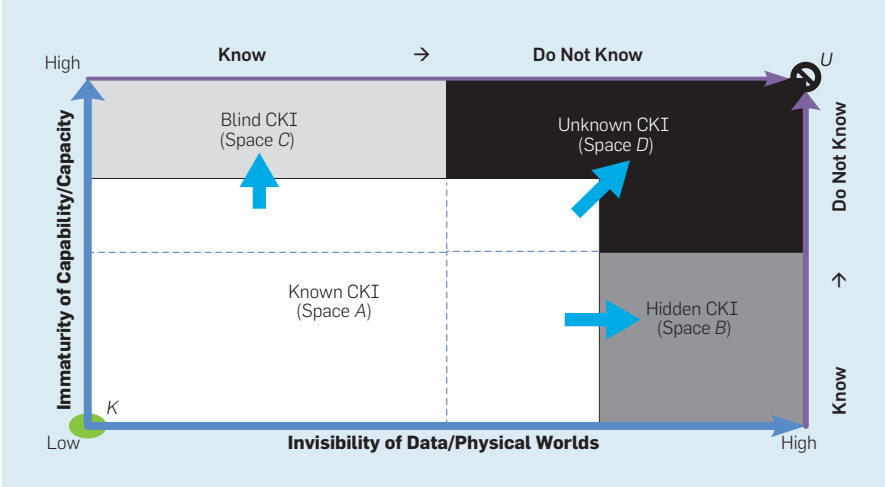 Know → Do Not Know
High
U
Blind CKI
(Space C)
Unknown CKI
(Space D)
Immaturity of Capability/Capacity
Do Not Know
→
Know
Known CKI
(Space A)
Hidden CKI
(Space B)
K
Low
Invisibility of Data/Physical Worlds
High